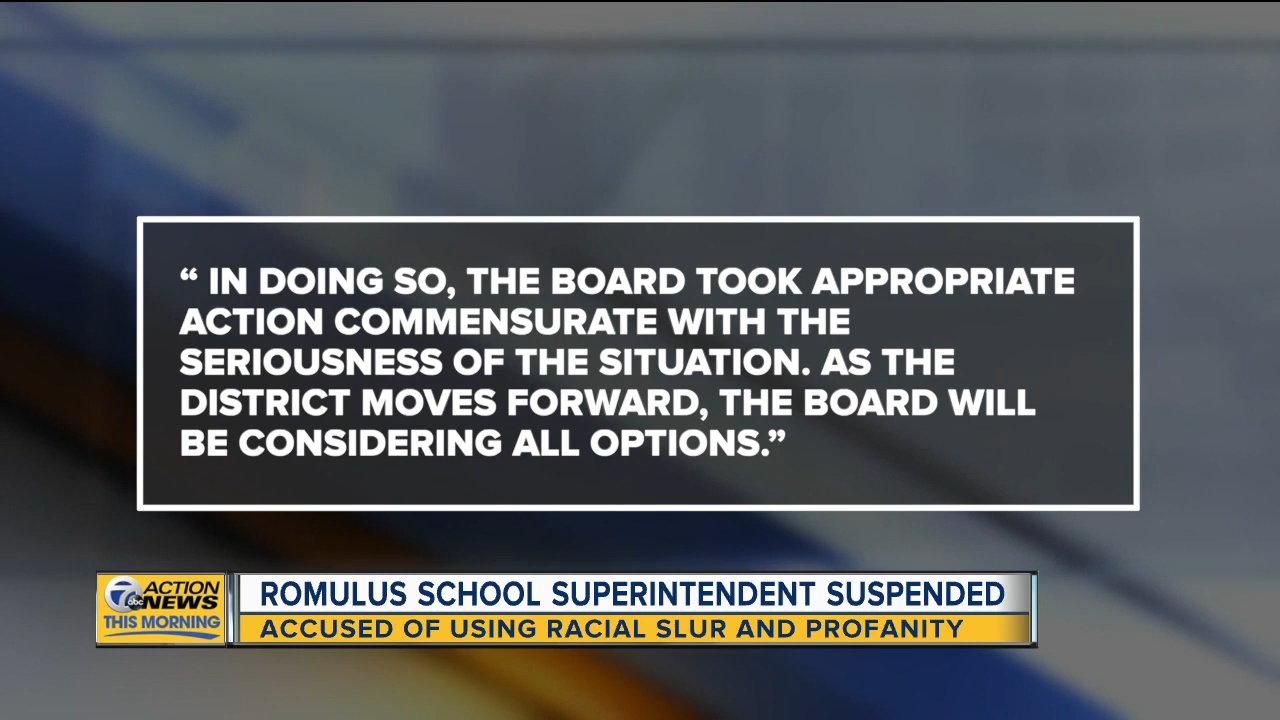 “ IN DOING SO, THE BOARD TOOK APPROPRIATE
ACTION COMMENSURATE WITH THE
SERIOUSNESS OF THE SITUATION. AS THE
DISTRICT MOVES FORWARD, THE BOARD WILL
BE CONSIDERING ALL OPTIONS.”
7 abc ACTION
NEWS
THIS MORNING
ROMULUS SCHOOL SUPERINTENDENT SUSPENDED
ACCUSED OF USING RACIAL SLUR AND PROFANITY